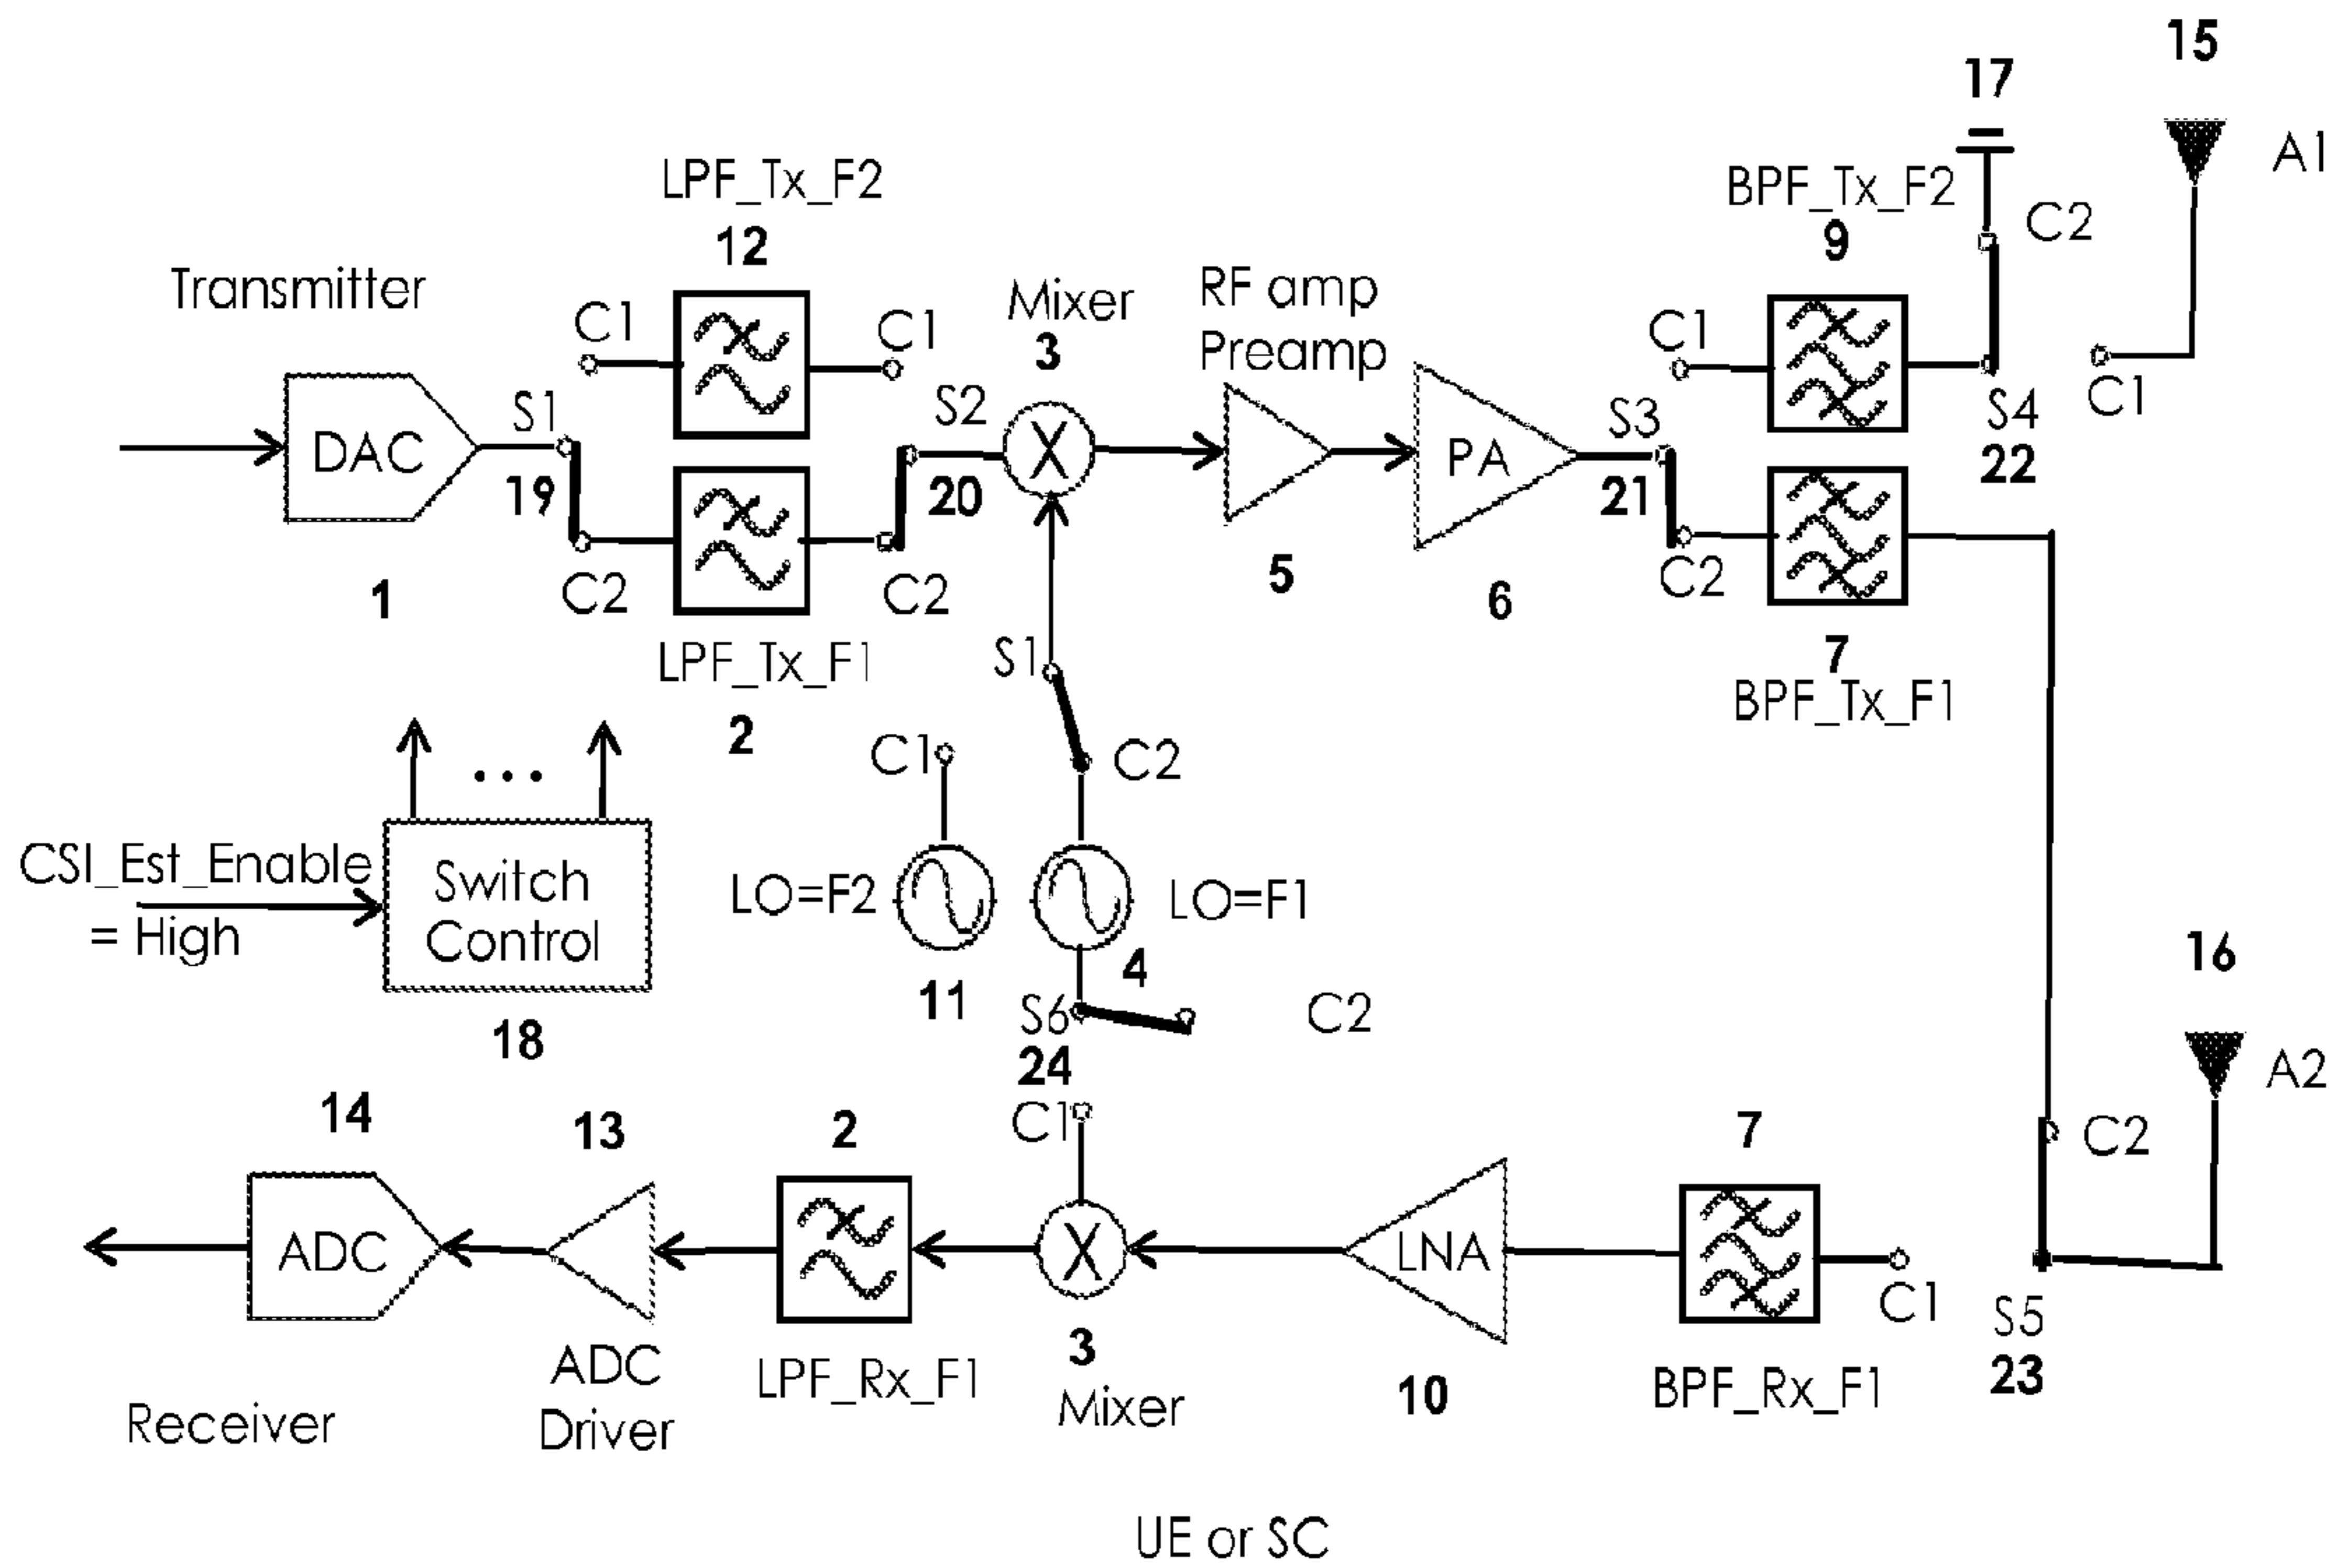 15
17
A1
LPF_Tx_F2
12
BPF_Tx_F2
9
C2
Transmitter
C1
C1
Mixer
3
RF amp
Preamp
C1
C1
DAC
S1
19
S2
20
X
PA
S3
21
S4
22
1
C2
C2
5
6
C2
LPF_Tx_F1
2
S1
7
BPF_Tx_F1
C1
C2
...
CSI_Est_Enable
= High
Switch
Control
18
LO=F2
11
LO=F1
4
S6
24
C2
16
A2
14
13
2
C1
7
C2
ADC
X
LNA
C1
S5
23
ADC
Driver
LPF_Rx_F1
3
Mixer
10
BPF_Rx_F1
Receiver
UE or SC